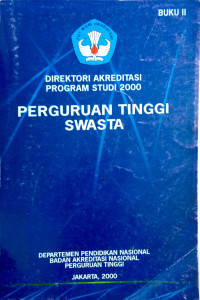 BUKU II
DIREKTORI AKREDITASI
PROGRAM STUDI 2000
PERGURUAN TINGGI
SWASTA
DEPARTEMEN PENDIDIKAN NASIONAL
BADAN AKREDITASI NASIONAL
PERGURUAN TINGGI
JAKARTA, 2000